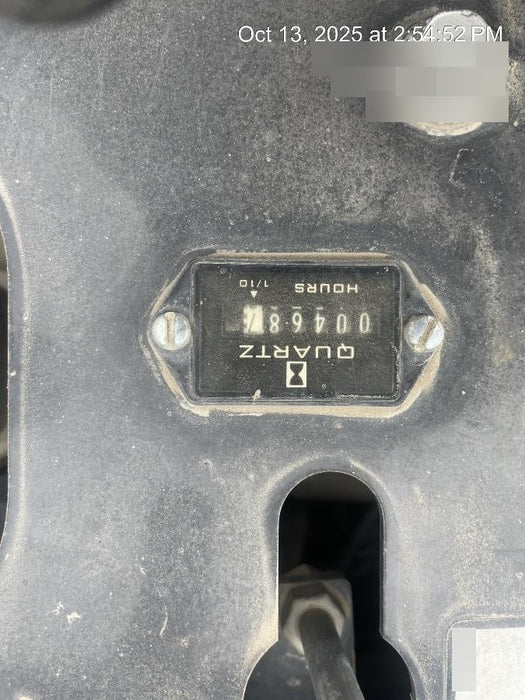 Oct 13, 2025 at 2:54:52 PM
QUARTZ
HOURS 1/10